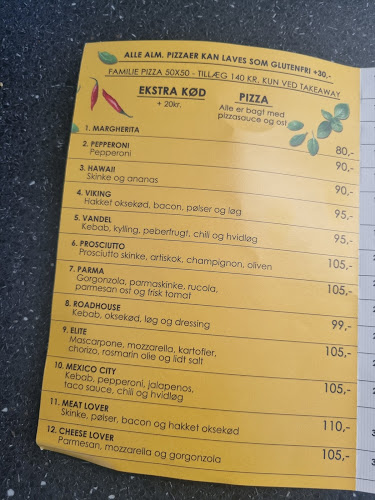 ALLE ALM. PIZZAER KAN LAVES SOM GLUTENFRI +30,-
FAMILIE PIZZA 50X50 - TILLÆG 140 KR. KUN VED TAKEAWAY
EKSTRA KØD
+ 20kr.
PIZZA
Alle er bagt med
pizzasauce og ost
1. MARGHERITA 80,-
2. PEPPERONI 90,-
Pepperoni
3. HAWAII 90,-
Skinke og ananas
4. VIKING 95,-
Hakket oksekød, bacon, pølser og løg
5. VANDEL 95,-
Kebab, kylling, peberfrugt, chili og hvidløg
6. PROSCIUTTO 105,-
Prosciutto skinke, artiskok, champignon, oliven
7. PARMA 105,-
Gorgonzola, parmaskinke, rucola,
parmesan ost og frisk tomat
8. ROADHOUSE 99,-
Kebab, oksekød, løg og dressing
9. ELITE 105,-
Mascarpone, mozzarella, kartofler,
chorizo, rosmarin olie og lidt salt
10. MEXICO CITY 105,-
Kebab, pepperoni, jalapenos,
taco sauce, chili og hvidløg
11. MEAT LOVER 110,-
Skinke, pølser, bacon og hakket oksekød
12. CHEESE LOVER 105,-
Parmesan, mozzarella og gorgonzola